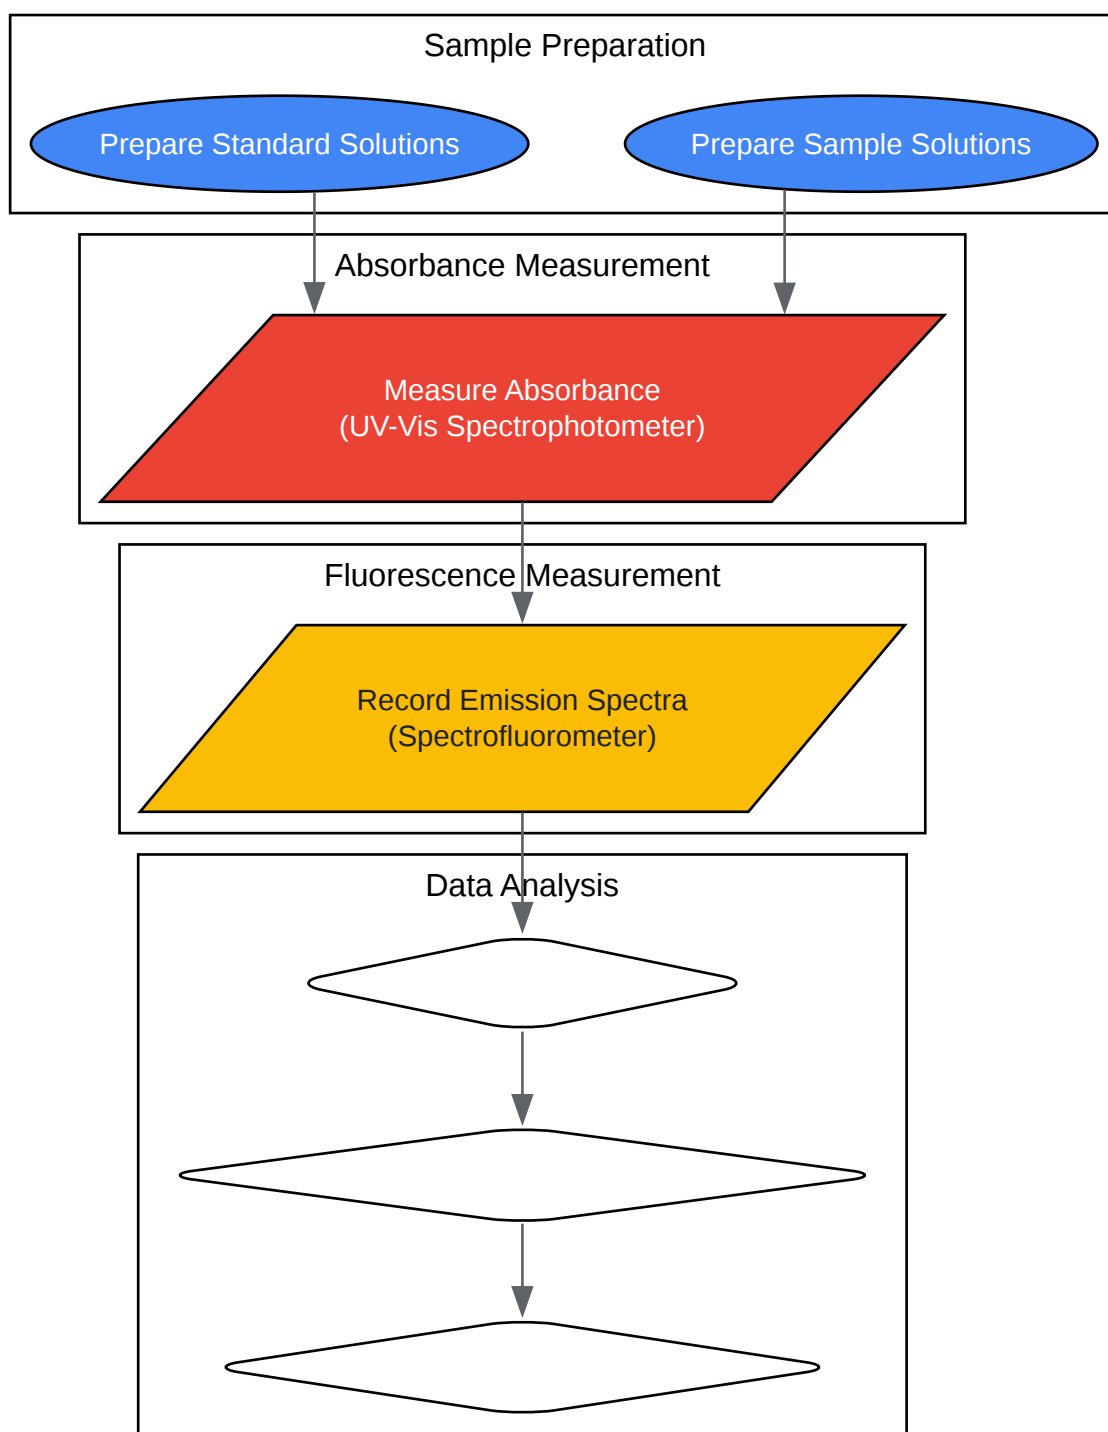 Sample Preparation
Prepare Standard Solutions
Prepare Sample Solutions
Absorbance Measurement
Measure Absorbance
(UV-Vis Spectrophotometer)
Fluorescence Measurement
Record Emission Spectra
(Spectrofluorometer)
Data Analysis